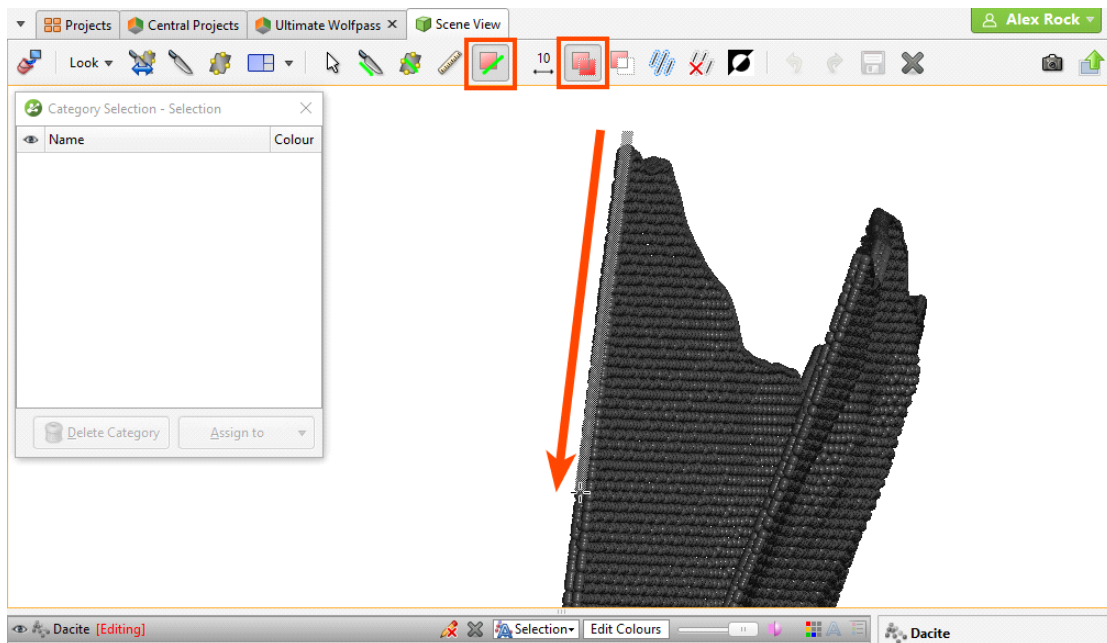 Projects Central Projects Ultimate Wolfpass Scene View Alex Rock
Look 10
Category Selection - Selection
Name Colour
Delete Category Assign to
Dacite [Editing] Selection Edit Colours Dacite